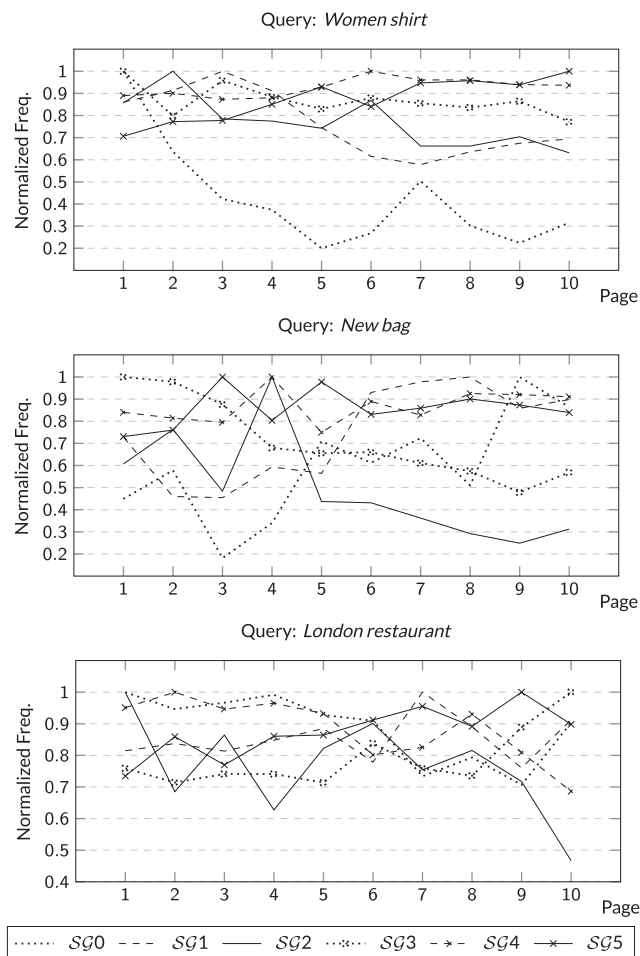 Query: Women shirt
Normalized Freq.
1
0.9
0.8
0.7
0.6
0.5
0.4
0.3
0.2
1 2 3 4 5 6 7 8 9 10
Page
Query: New bag
Normalized Freq.
1
0.9
0.8
0.7
0.6
0.5
0.4
0.3
0.2
1 2 3 4 5 6 7 8 9 10
Page
Query: London restaurant
Normalized Freq.
1
0.9
0.8
0.7
0.6
0.5
0.4
1 2 3 4 5 6 7 8 9 10
Page
SG0 SG1 SG2 SG3 SG4 SG5